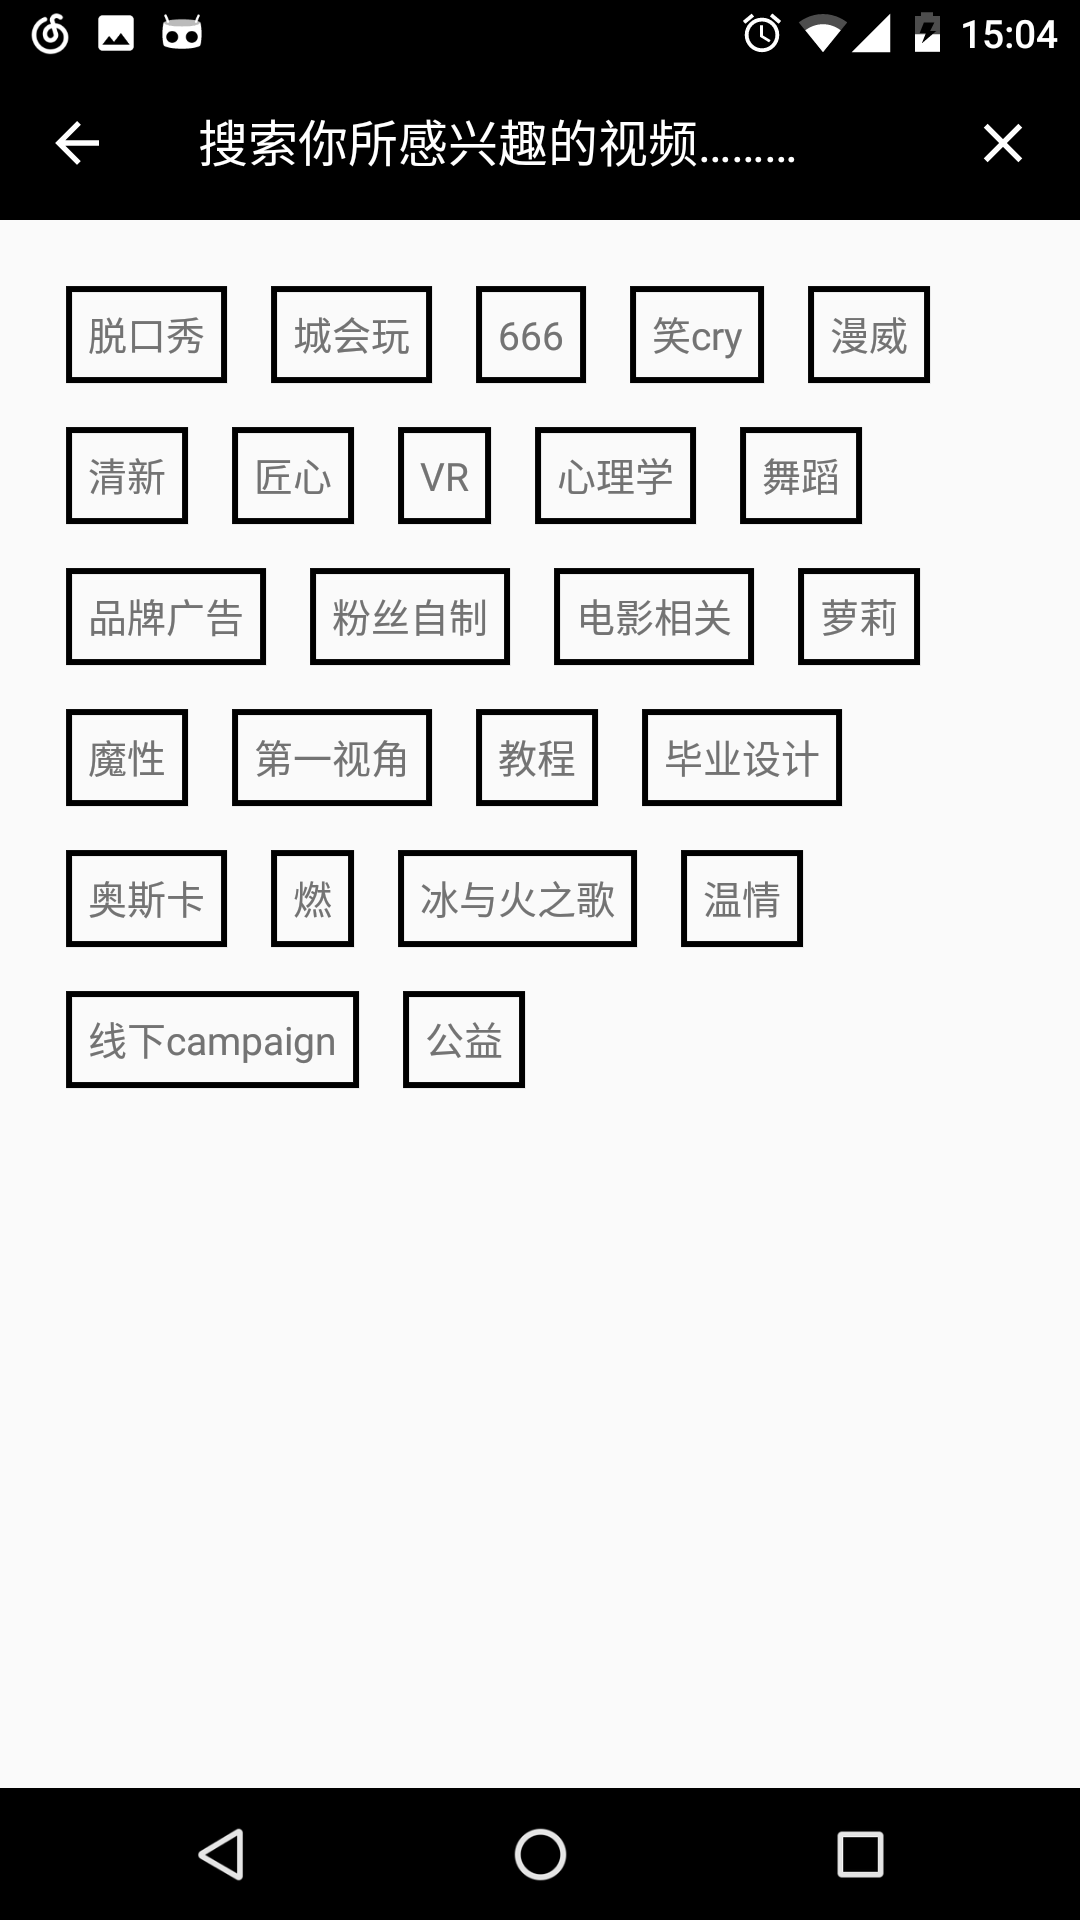 15:04
搜索你所感兴趣的视频………
脱口秀 城会玩 666 笑cry 漫威
清新 匠心 VR 心理学 舞蹈
品牌广告 粉丝自制 电影相关 萝莉
魔性 第一视角 教程 毕业设计
奥斯卡 燃 冰与火之歌 温情
线下campaign 公益